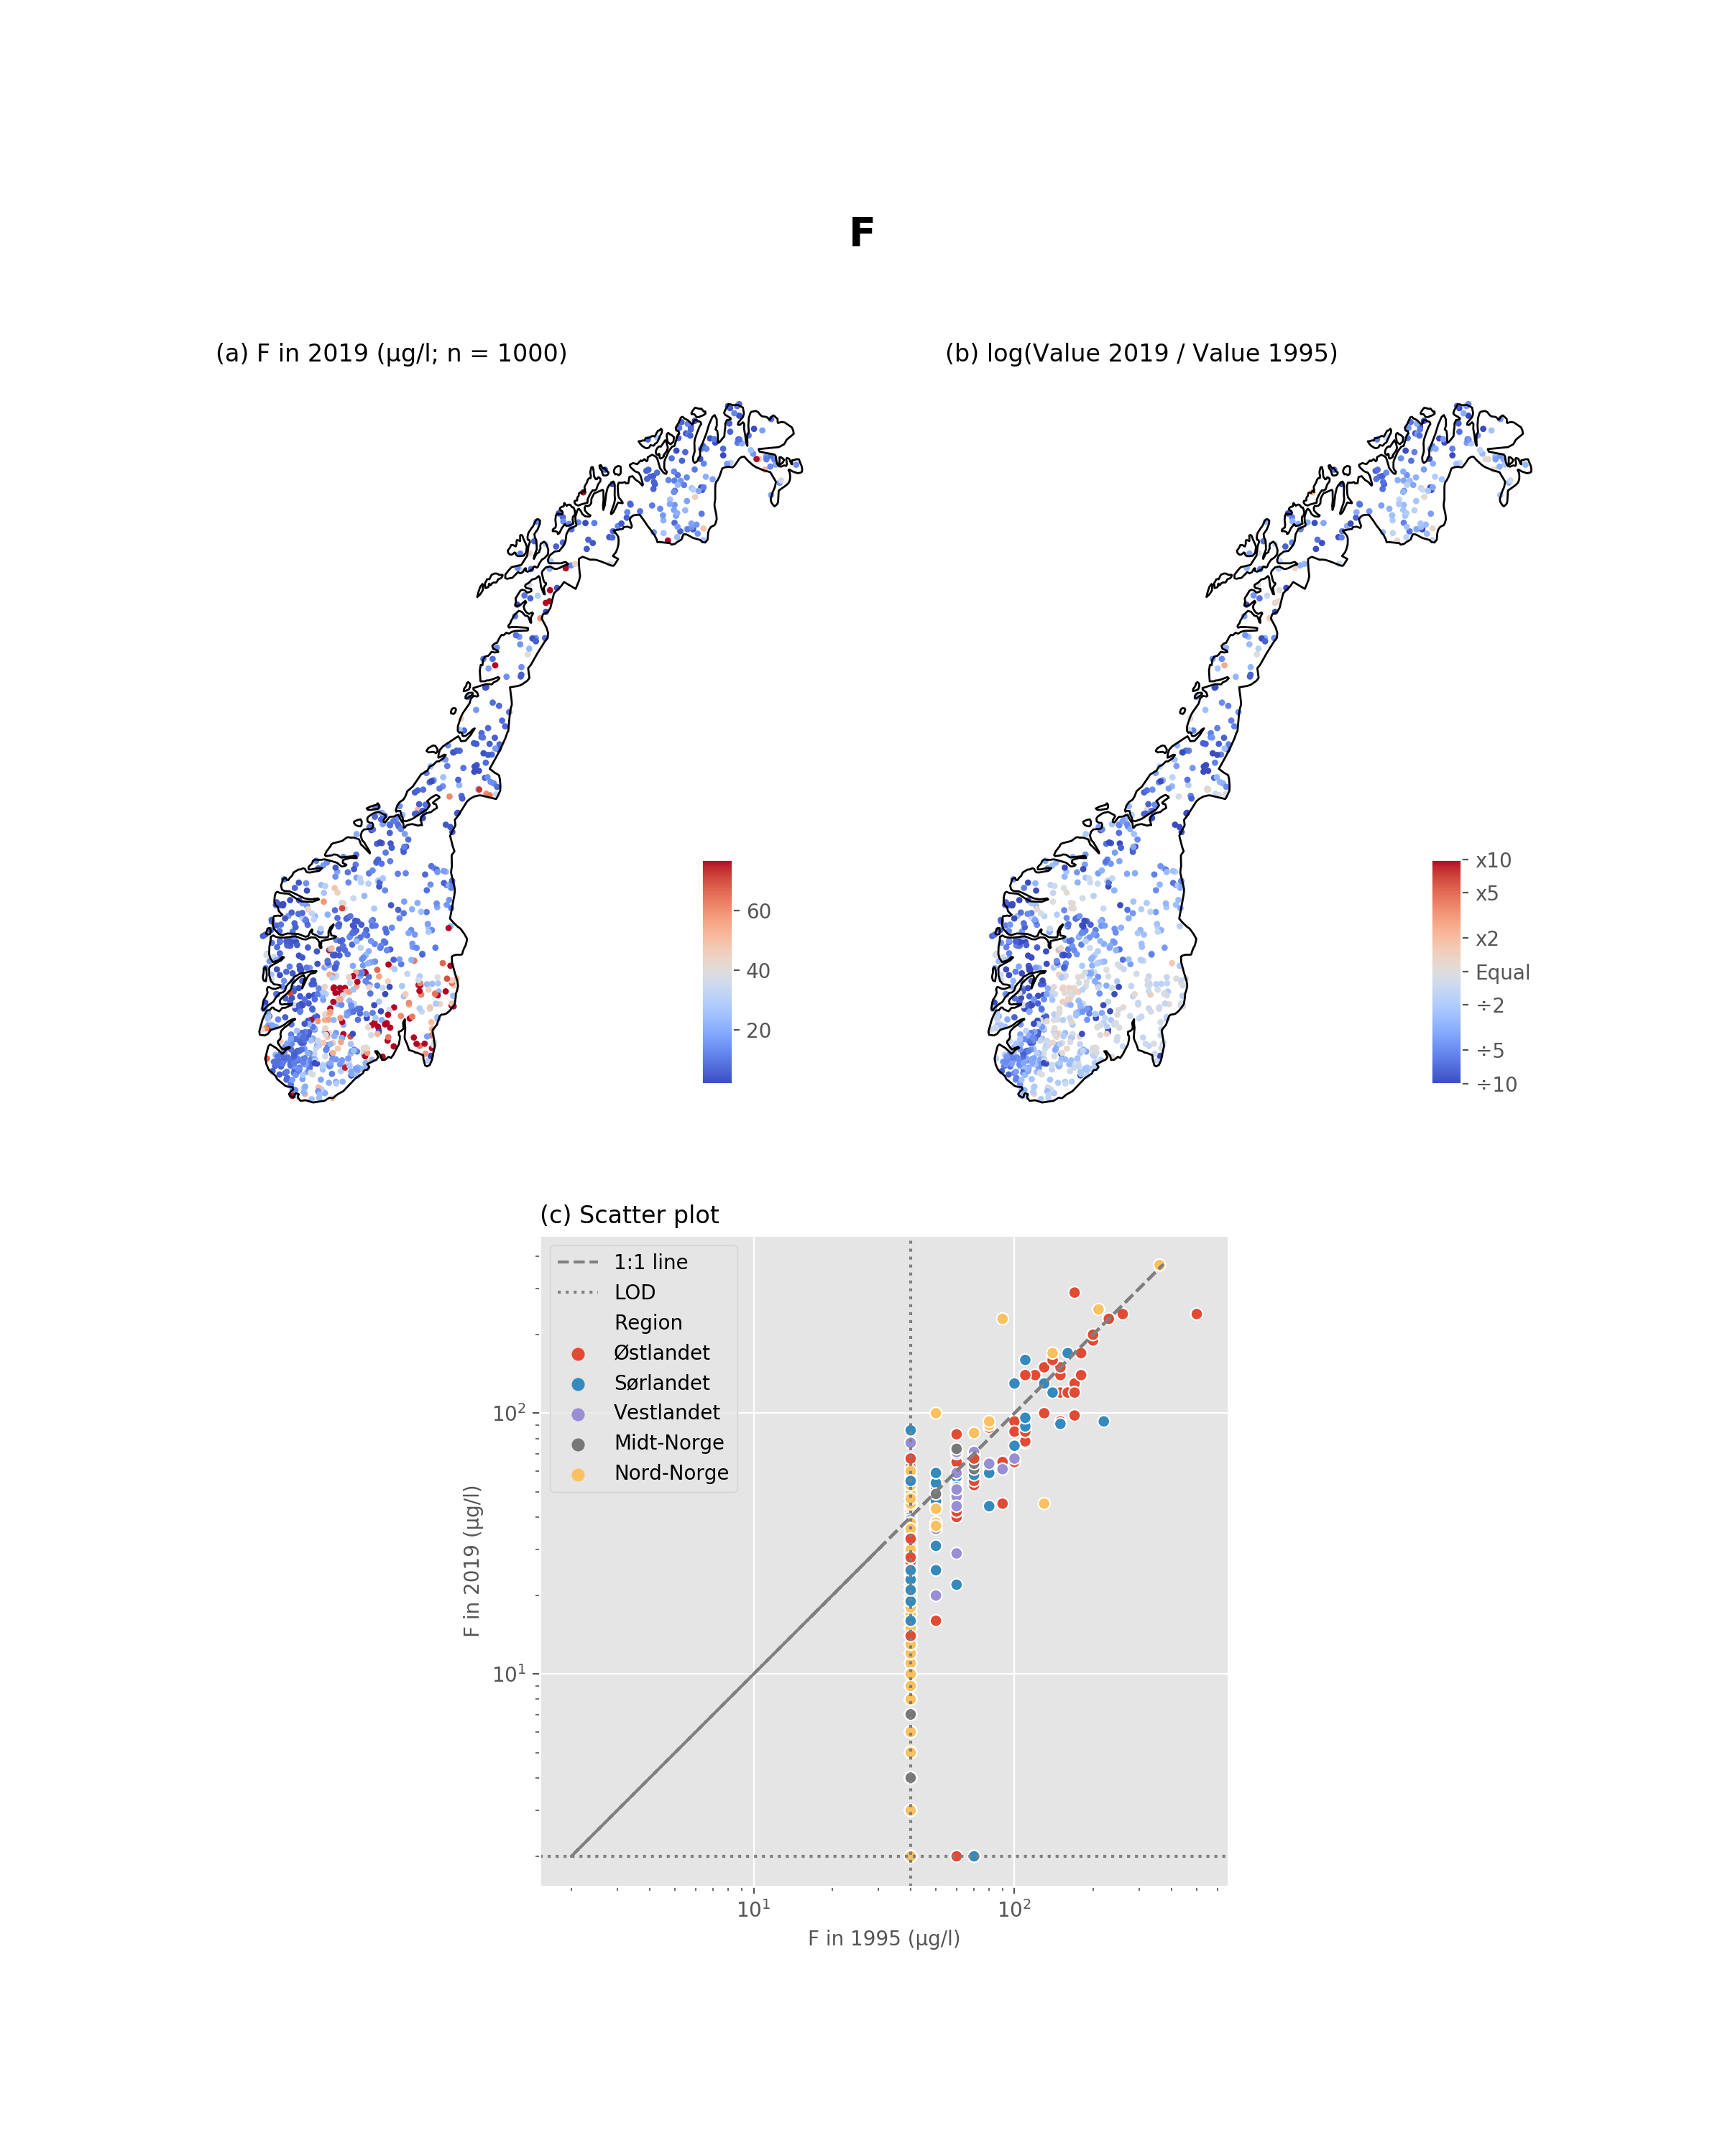 F
(a) F in 2019 (µg/l; n = 1000)
60
40
20
(b) log(Value 2019 / Value 1995)
x10
x5
x2
Equal
÷2
÷5
÷10
(c) Scatter plot
1:1 line
LOD
Region
Østlandet
Sørlandet
Vestlandet
Midt-Norge
Nord-Norge
10²
10¹
F in 2019 (µg/l)
10¹ 10²
F in 1995 (µg/l)